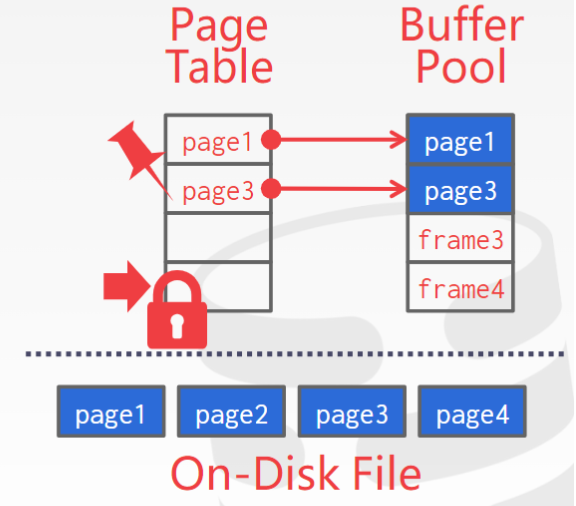 Page
Table
Buffer
Pool
page1
page3
page1
page3
frame3
frame4
page1 page2 page3 page4
On-Disk File